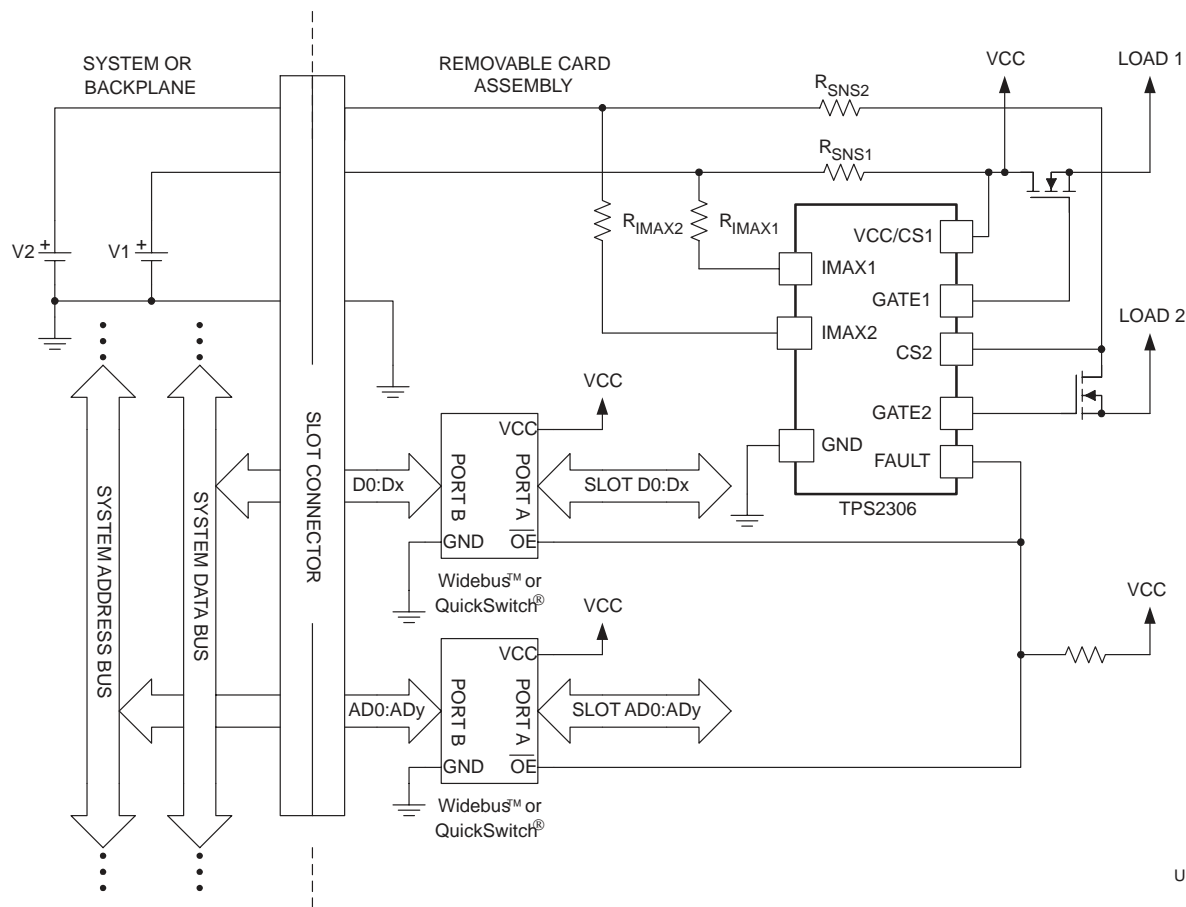 SYSTEM OR
BACKPLANE
REMOVABLE CARD
ASSEMBLY
VCC
LOAD 1
RSNS2
RSNS1
RIMAX2
RIMAX1
V2
+
V1
+
VCC/CS1
IMAX1
GATE1
IMAX2
CS2
LOAD 2
GATE2
GND
FAULT
TPS2306
SLOT CONNECTOR
SYSTEM ADDRESS BUS
SYSTEM DATA BUS
VCC
VCC
PORT B
PORT A
D0:Dx
SLOT D0:Dx
GND
OE
Widebus™ or
QuickSwitch®
VCC
VCC
VCC
PORT B
PORT A
AD0:ADy
SLOT AD0:ADy
GND
OE
Widebus™ or
QuickSwitch®
U